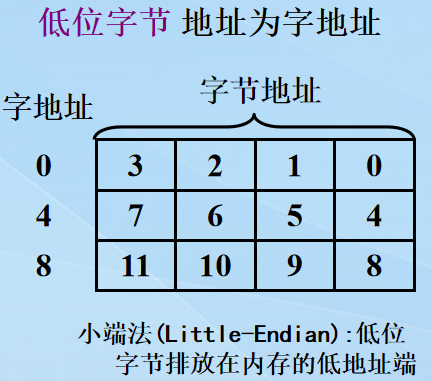 低位字节 地址为字地址
字节地址
字地址
0 3 2 1 0
4 7 6 5 4
8 11 10 9 8
小端法(Little-Endian):低位
字节排放在内存的低地址端